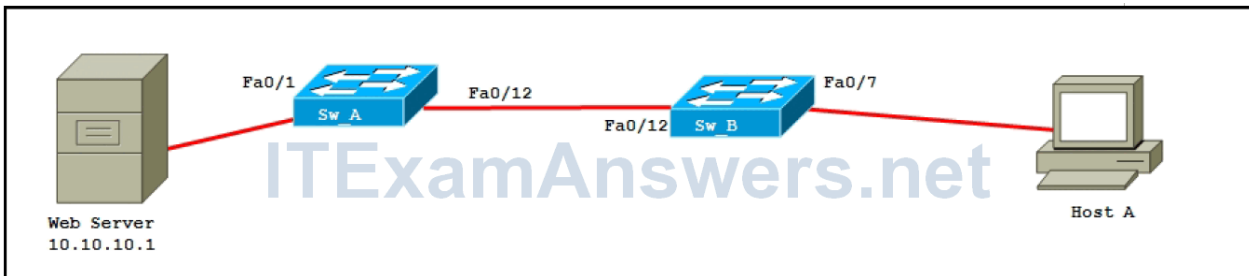 Fa0/1
Sw_A
Fa0/12
Fa0/12
Sw_B
Fa0/7
ITExamAnswers.net
Web Server
10.10.10.1
Host A